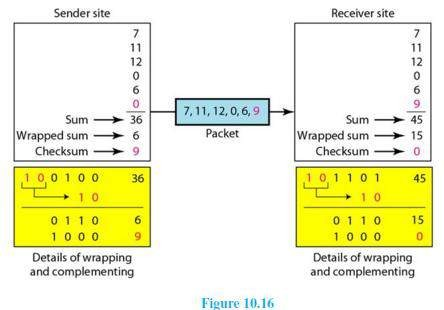 Sender site
7
11
12
0
6
0
Sum 36
Wrapped sum 6
Checksum 9
1 0 0 1 0 0 36
1 0
0 1 1 0 6
1 0 0 0 9
Details of wrapping
and complementing
7, 11, 12, 0, 6, 9
Packet
Receiver site
7
11
12
0
6
9
Sum 45
Wrapped sum 15
Checksum 0
1 0 1 1 0 1 45
1 0
0 1 1 0 15
1 0 0 0 0
Details of wrapping
and complementing
Figure 10.16